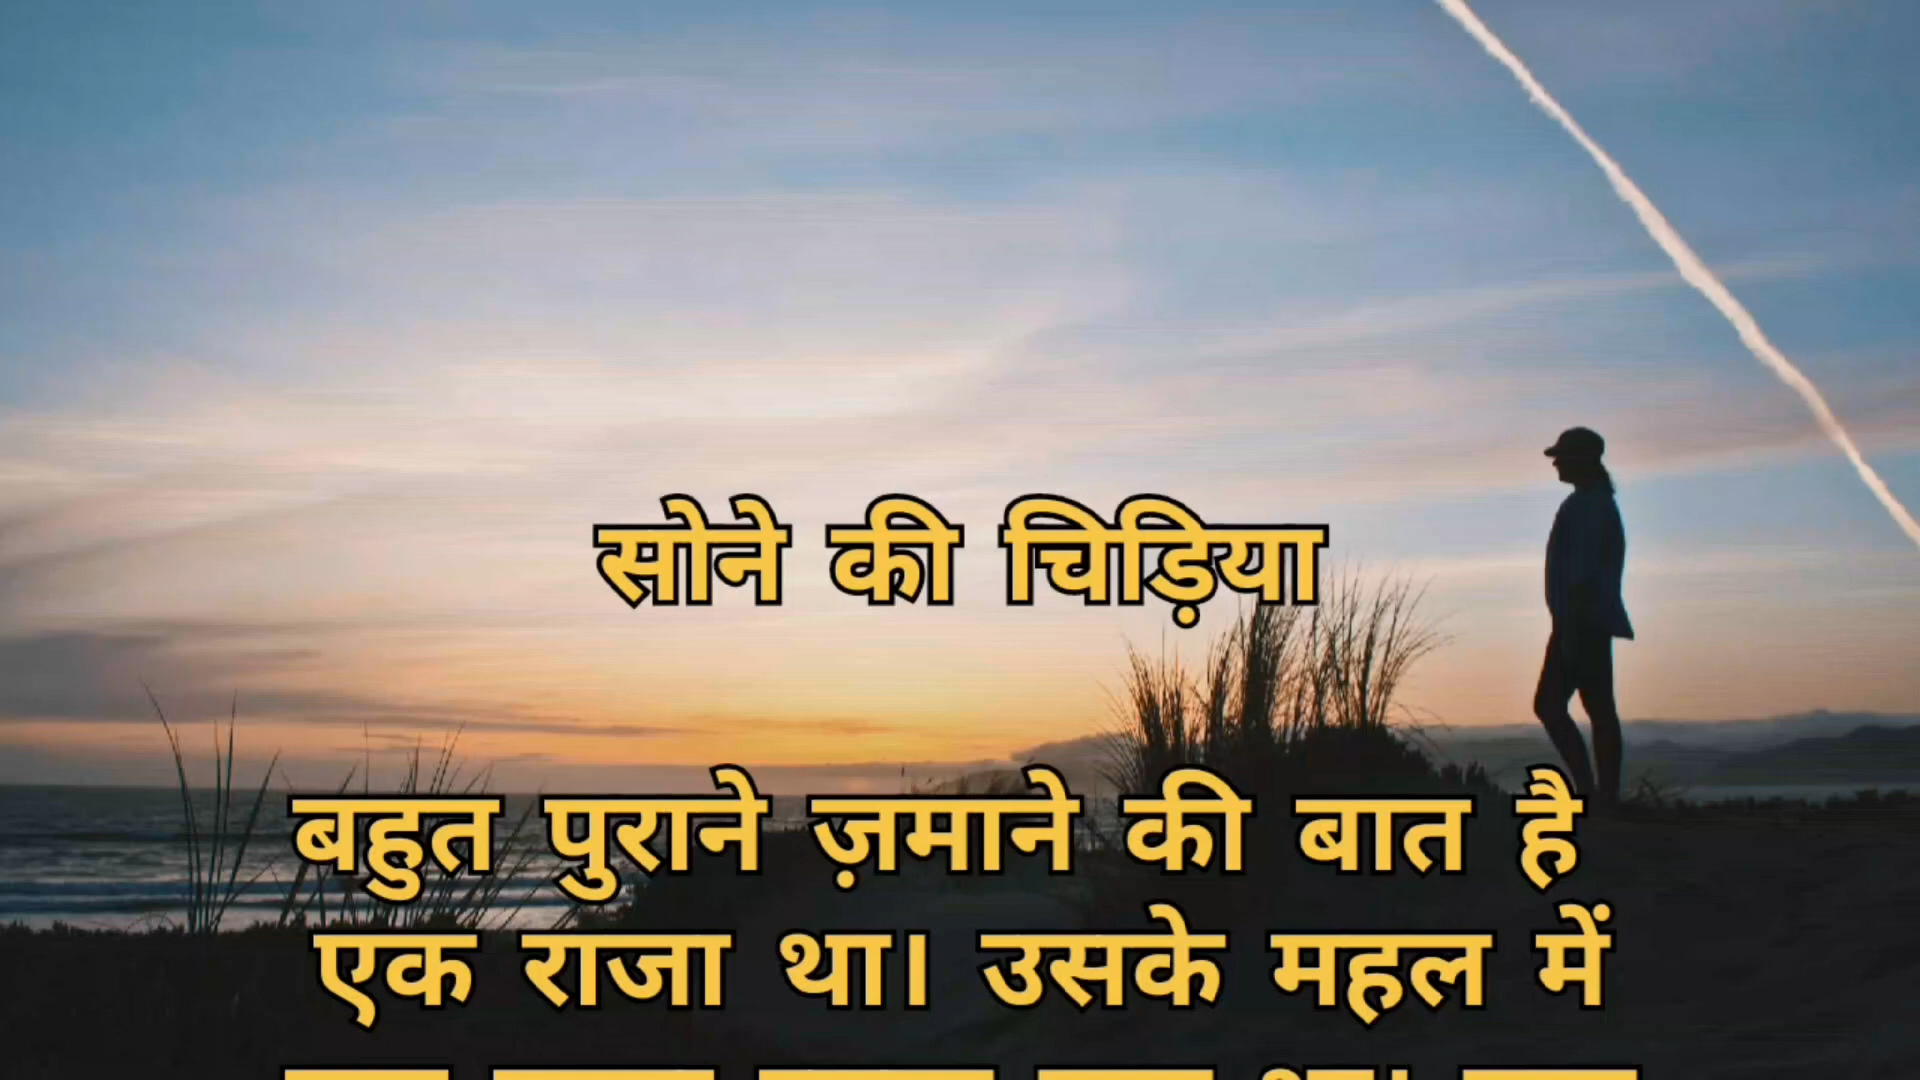 सोने की चिड़िया
बहुत पुराने ज़माने की बात है
एक राजा था। उसके महल में